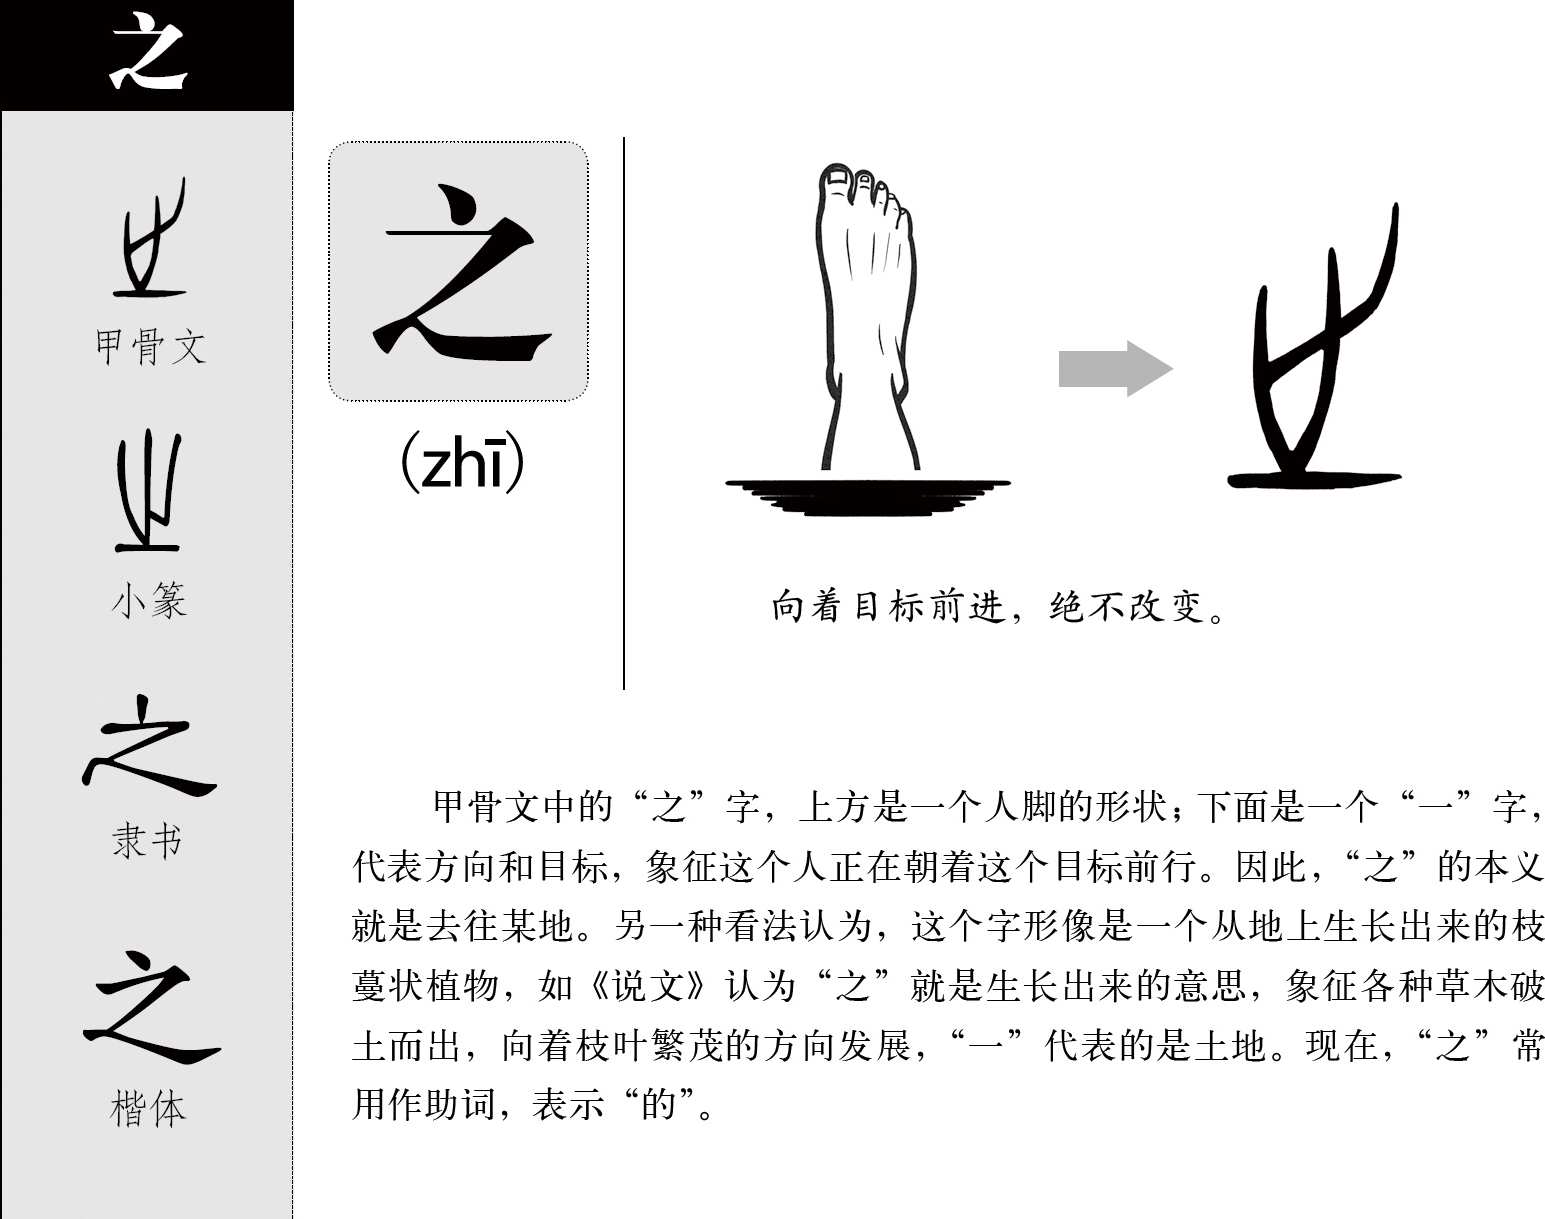 之
甲骨文
小篆
之
隶书
之
楷体
之
（zhī）
向着目标前进，绝不改变。
甲骨文中的“之”字，上方是一个人脚的形状；下面是一个“一”字，
代表方向和目标，象征这个人正在朝着这个目标前行。因此，“之”的本义
就是去往某地。另一种看法认为，这个字形像是一个从地上生长出来的枝
蔓状植物，如《说文》认为“之”就是生长出来的意思，象征各种草木破
土而出，向着枝叶繁茂的方向发展，“一”代表的是土地。现在，“之”常
用作助词，表示“的”。